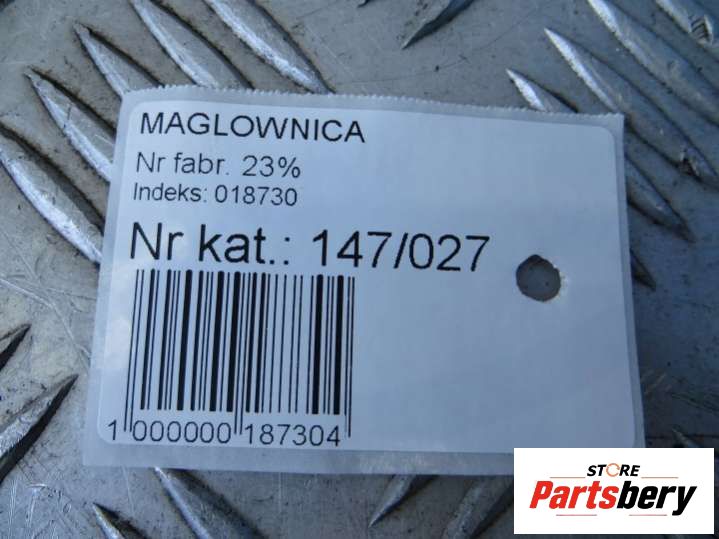 MAGLOWNICA
Nr fabr. 23%
Indeks: 018730
Nr kat.: 147/027
1 000000 187304
STORE
Partsbery